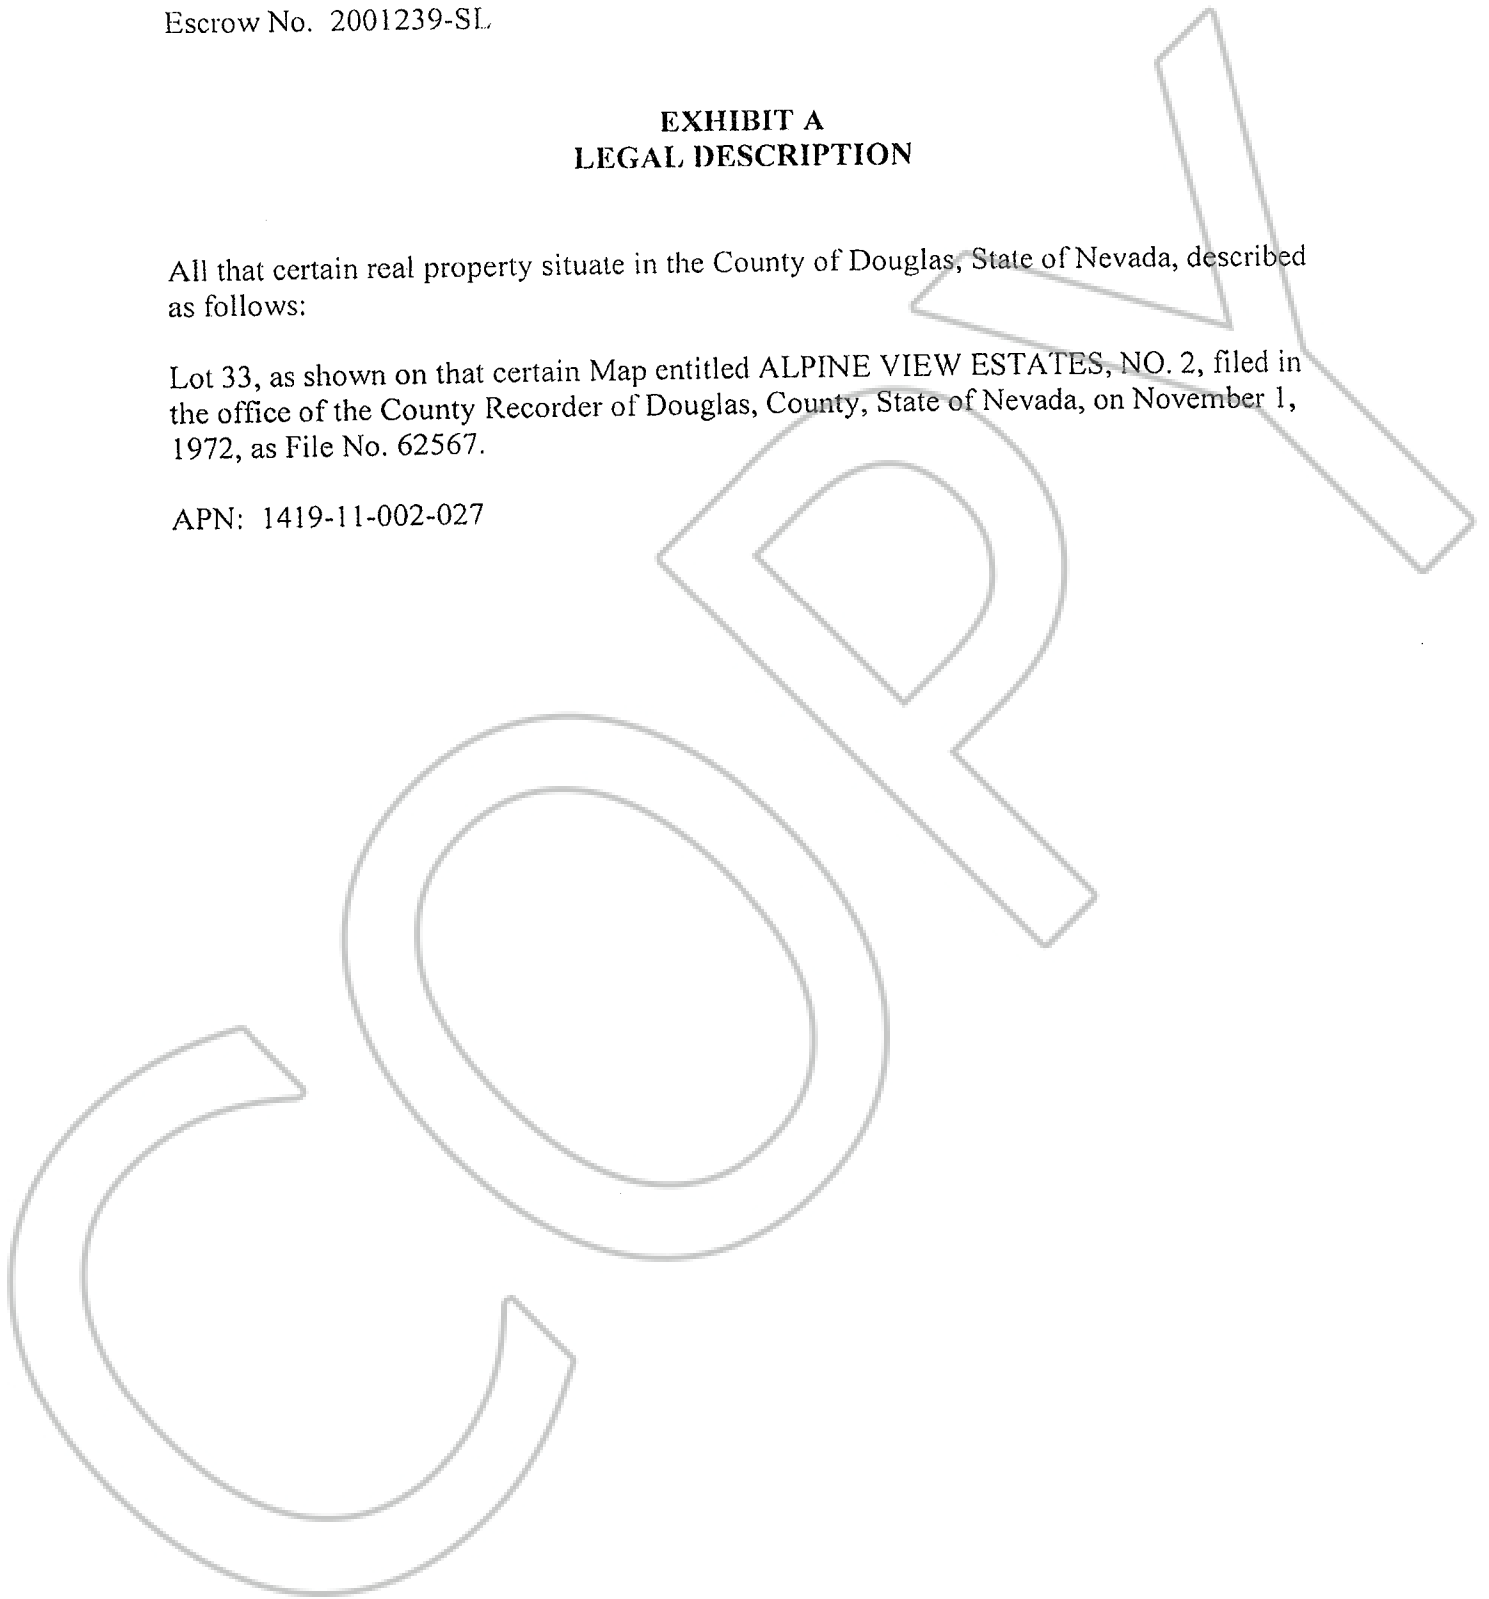 Escrow No. 2001239-SL
EXHIBIT A
LEGAL DESCRIPTION
All that certain real property situate in the County of Douglas, State of Nevada, described
as follows:
Lot 33, as shown on that certain Map entitled ALPINE VIEW ESTATES, NO. 2, filed in
the office of the County Recorder of Douglas, County, State of Nevada, on November 1,
1972, as File No. 62567.
APN: 1419-11-002-027
COPY